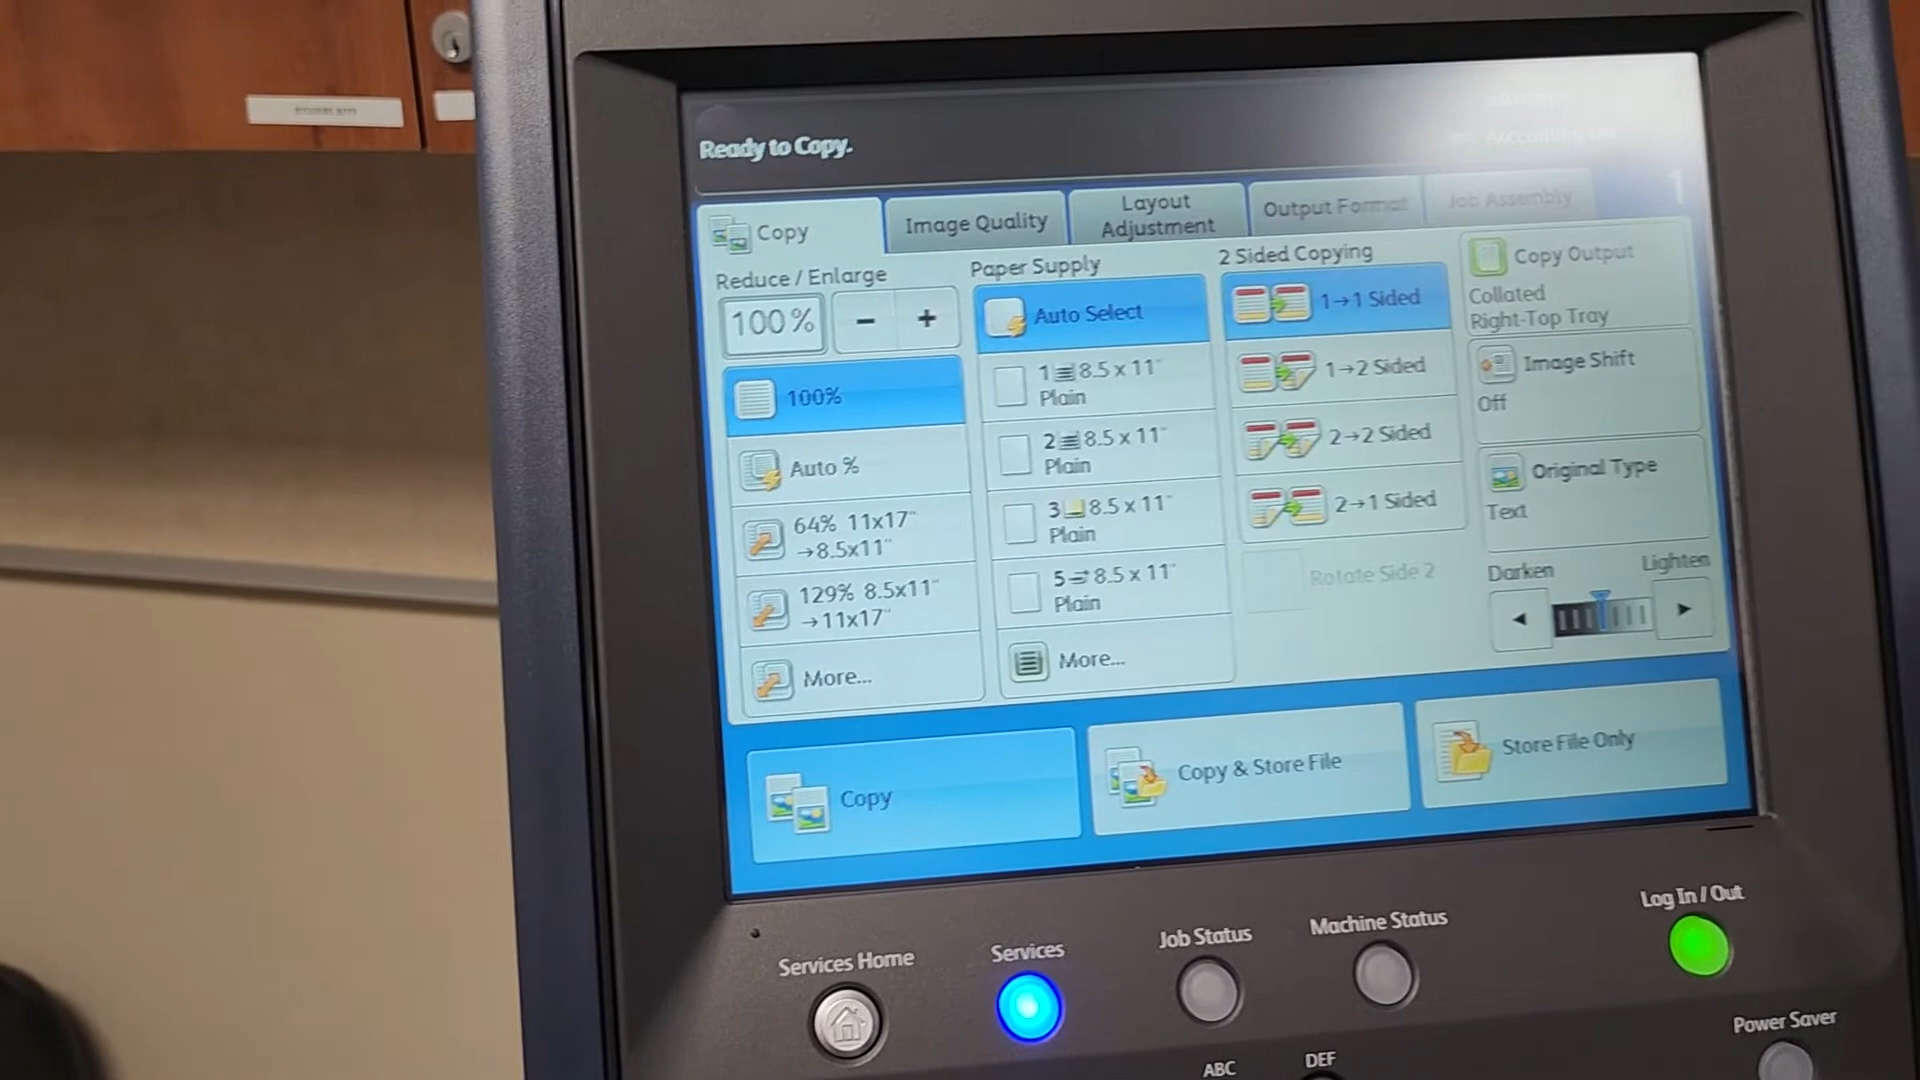 Ready to Copy.
1
Copy
Image Quality
Layout
Adjustment
Output Format
Job Assembly
Reduce / Enlarge
100%
- +
100%
Auto %
64% 11x17"
→8.5x11"
129% 8.5x11"
→11x17"
More...
Paper Supply
Auto Select
1 8.5 x 11"
Plain
2 8.5 x 11"
Plain
3 8.5 x 11"
Plain
5 8.5 x 11"
Plain
More...
2 Sided Copying
1→1 Sided
1→2 Sided
2→2 Sided
2→1 Sided
Rotate Side 2
Copy Output
Collated
Right-Top Tray
Image Shift
Off
Original Type
Text
Darken
Lighten
Copy
Copy & Store File
Store File Only
Services Home
Services
Job Status
Machine Status
Log In / Out
Power Saver
ABC
DEF